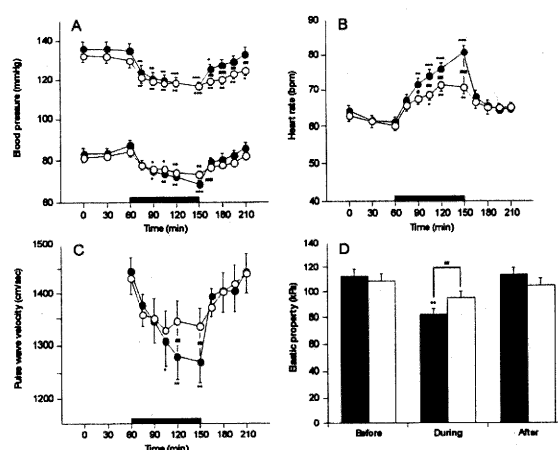 A
Blood pressure (mmHg)
140
120
100
80
60
0 30 60 90 120 150 180 210
Time (min)
B
Heart rate (bpm)
80
70
60
50
40
0 30 60 90 120 150 180 210
Time (min)
C
Pulse wave velocity (cm/sec)
1500
1400
1300
1200
0 30 60 90 120 150 180 210
Time (min)
D
Elastic property (kPa)
120
100
80
60
40
20
0
**
##
Before During After